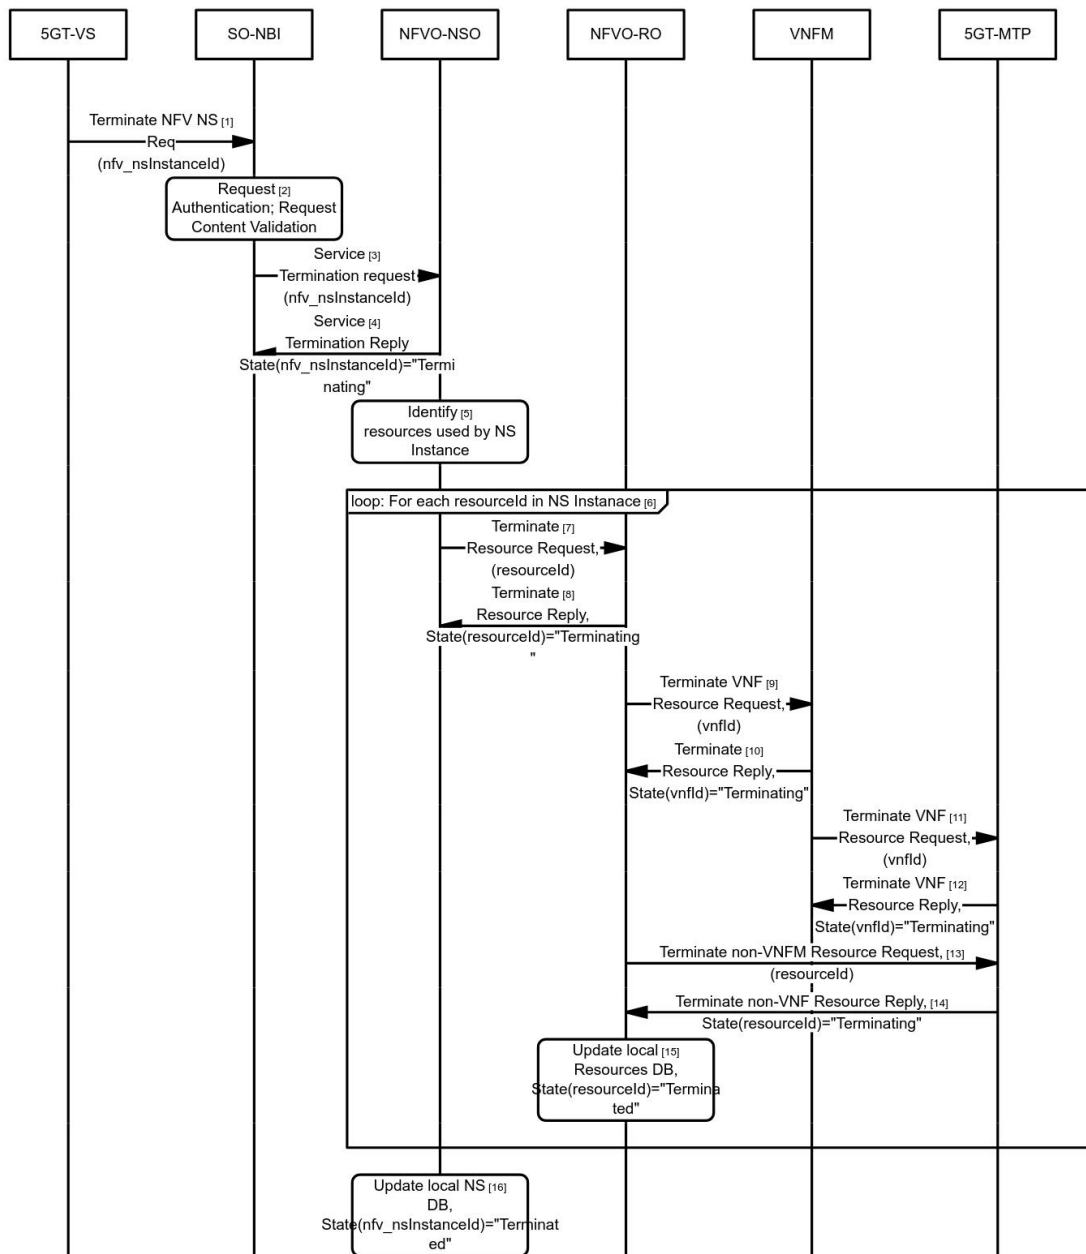 5GT-VS
SO-NBI
NFVO-NSO
NFVO-RO
VNFM
5GT-MTP
Terminate NFV NS [1]
Req
(nfv_nsInstanceId)
Request [2]
Authentication; Request
Content Validation
Service [3]
Termination request
(nfv_nsInstanceId)
Service [4]
Termination Reply
State(nfv_nsInstanceId)="Termi
nating"
Identify [5]
resources used by NS
Instance
loop: For each resourceId in NS Instanace [6]
Terminate [7]
Resource Request,
(resourceId)
Terminate [8]
Resource Reply,
State(resourceId)="Terminating
"
Terminate VNF [9]
Resource Request,
(vnfId)
Terminate [10]
Resource Reply,
State(vnfId)="Terminating"
Terminate VNF [11]
Resource Request,
(vnfId)
Terminate VNF [12]
Resource Reply,
State(vnfId)="Terminating"
Terminate non-VNFM Resource Request, [13]
(resourceId)
Terminate non-VNF Resource Reply, [14]
State(resourceId)="Terminating"
Update local [15]
Resources DB,
State(resourceId)="Termina
ted"
Update local NS [16]
DB,
State(nfv_nsInstanceId)="Terminat
ed"